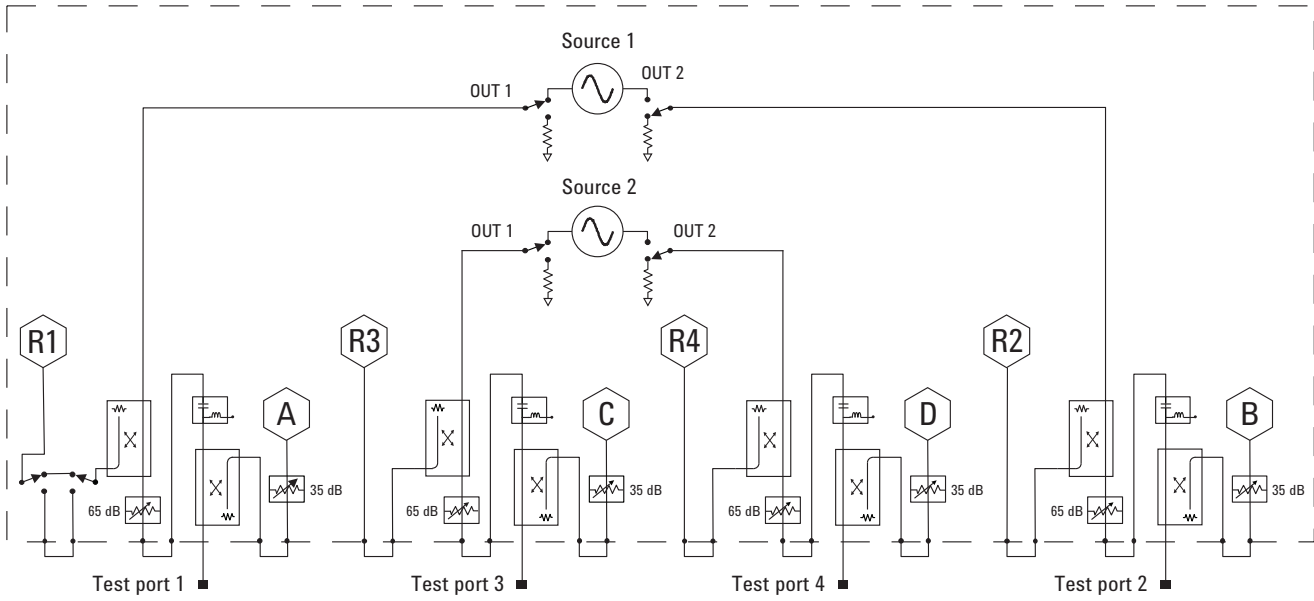 Source 1
OUT 2
OUT 1
Source 2
OUT 1
OUT 2
R1
R3
R4
R2
A
C
D
B
35 dB
35 dB
35 dB
35 dB
65 dB
65 dB
65 dB
65 dB
Test port 1
Test port 3
Test port 4
Test port 2